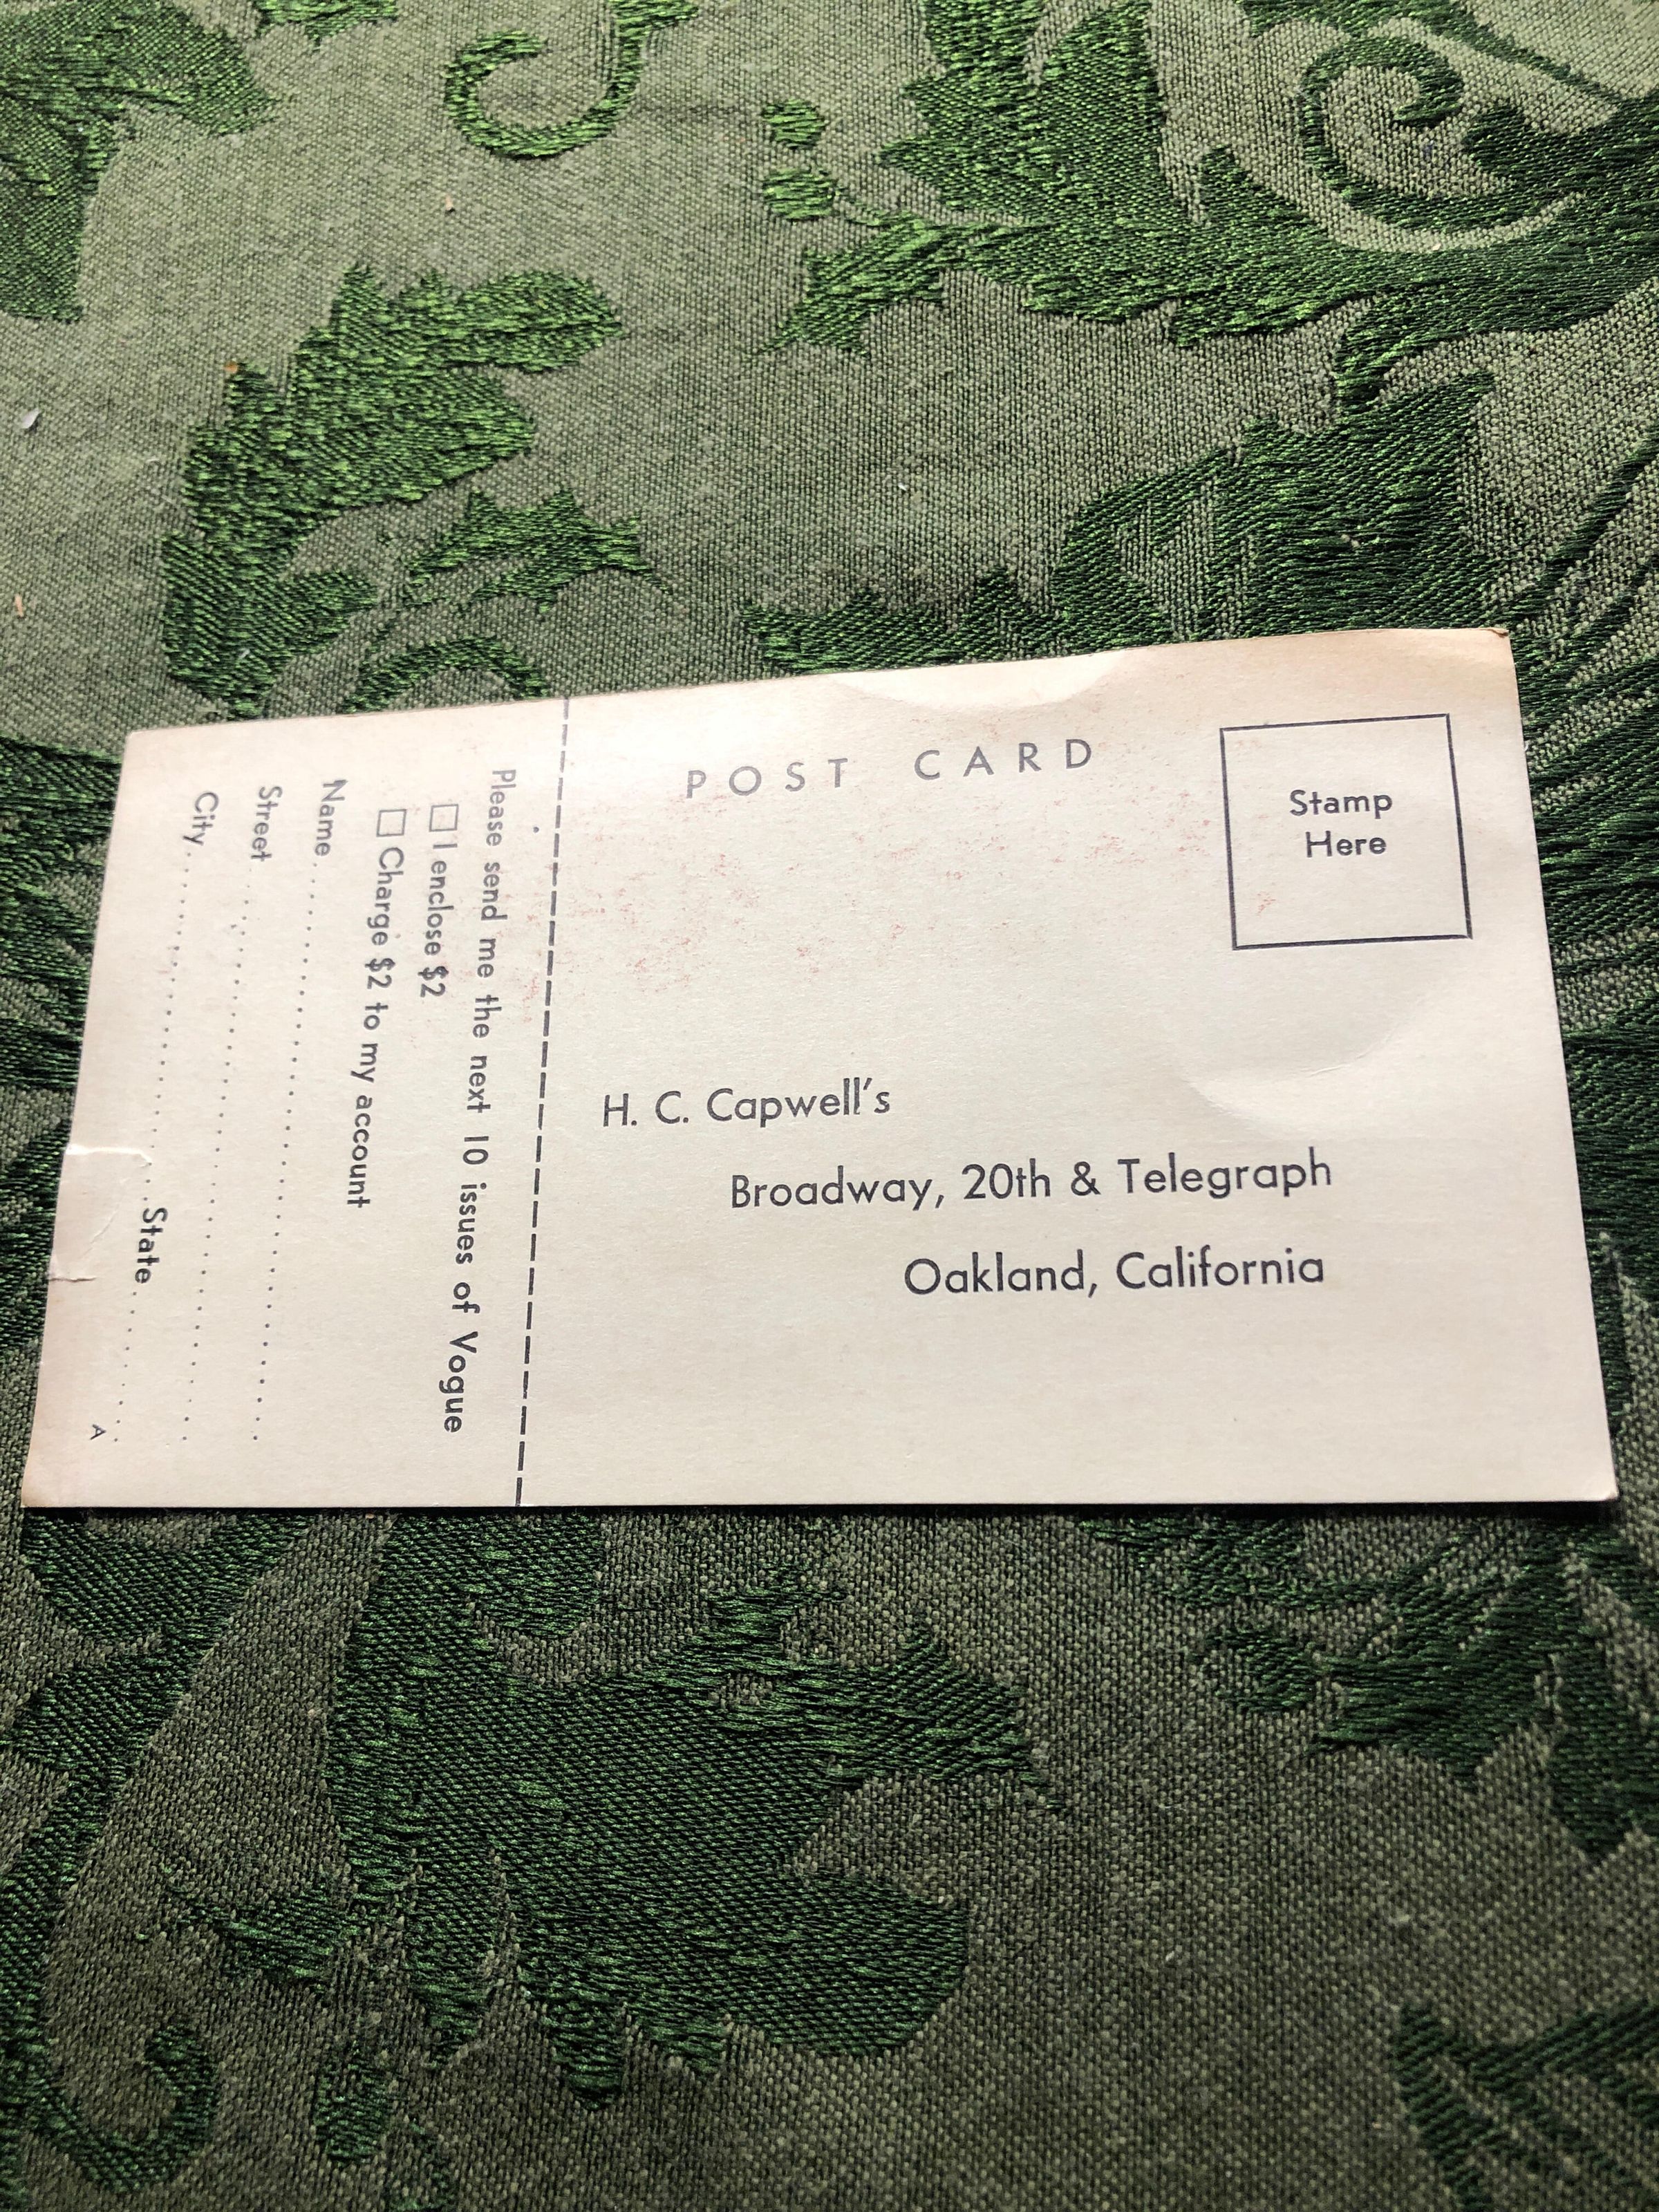 POST CARD
Stamp
Here
H. C. Capwell's
Broadway, 20th & Telegraph
Oakland, California
Please send me the next 10 issues of Vogue
I enclose $2
Charge $2 to my account
Name
Street
City State
A